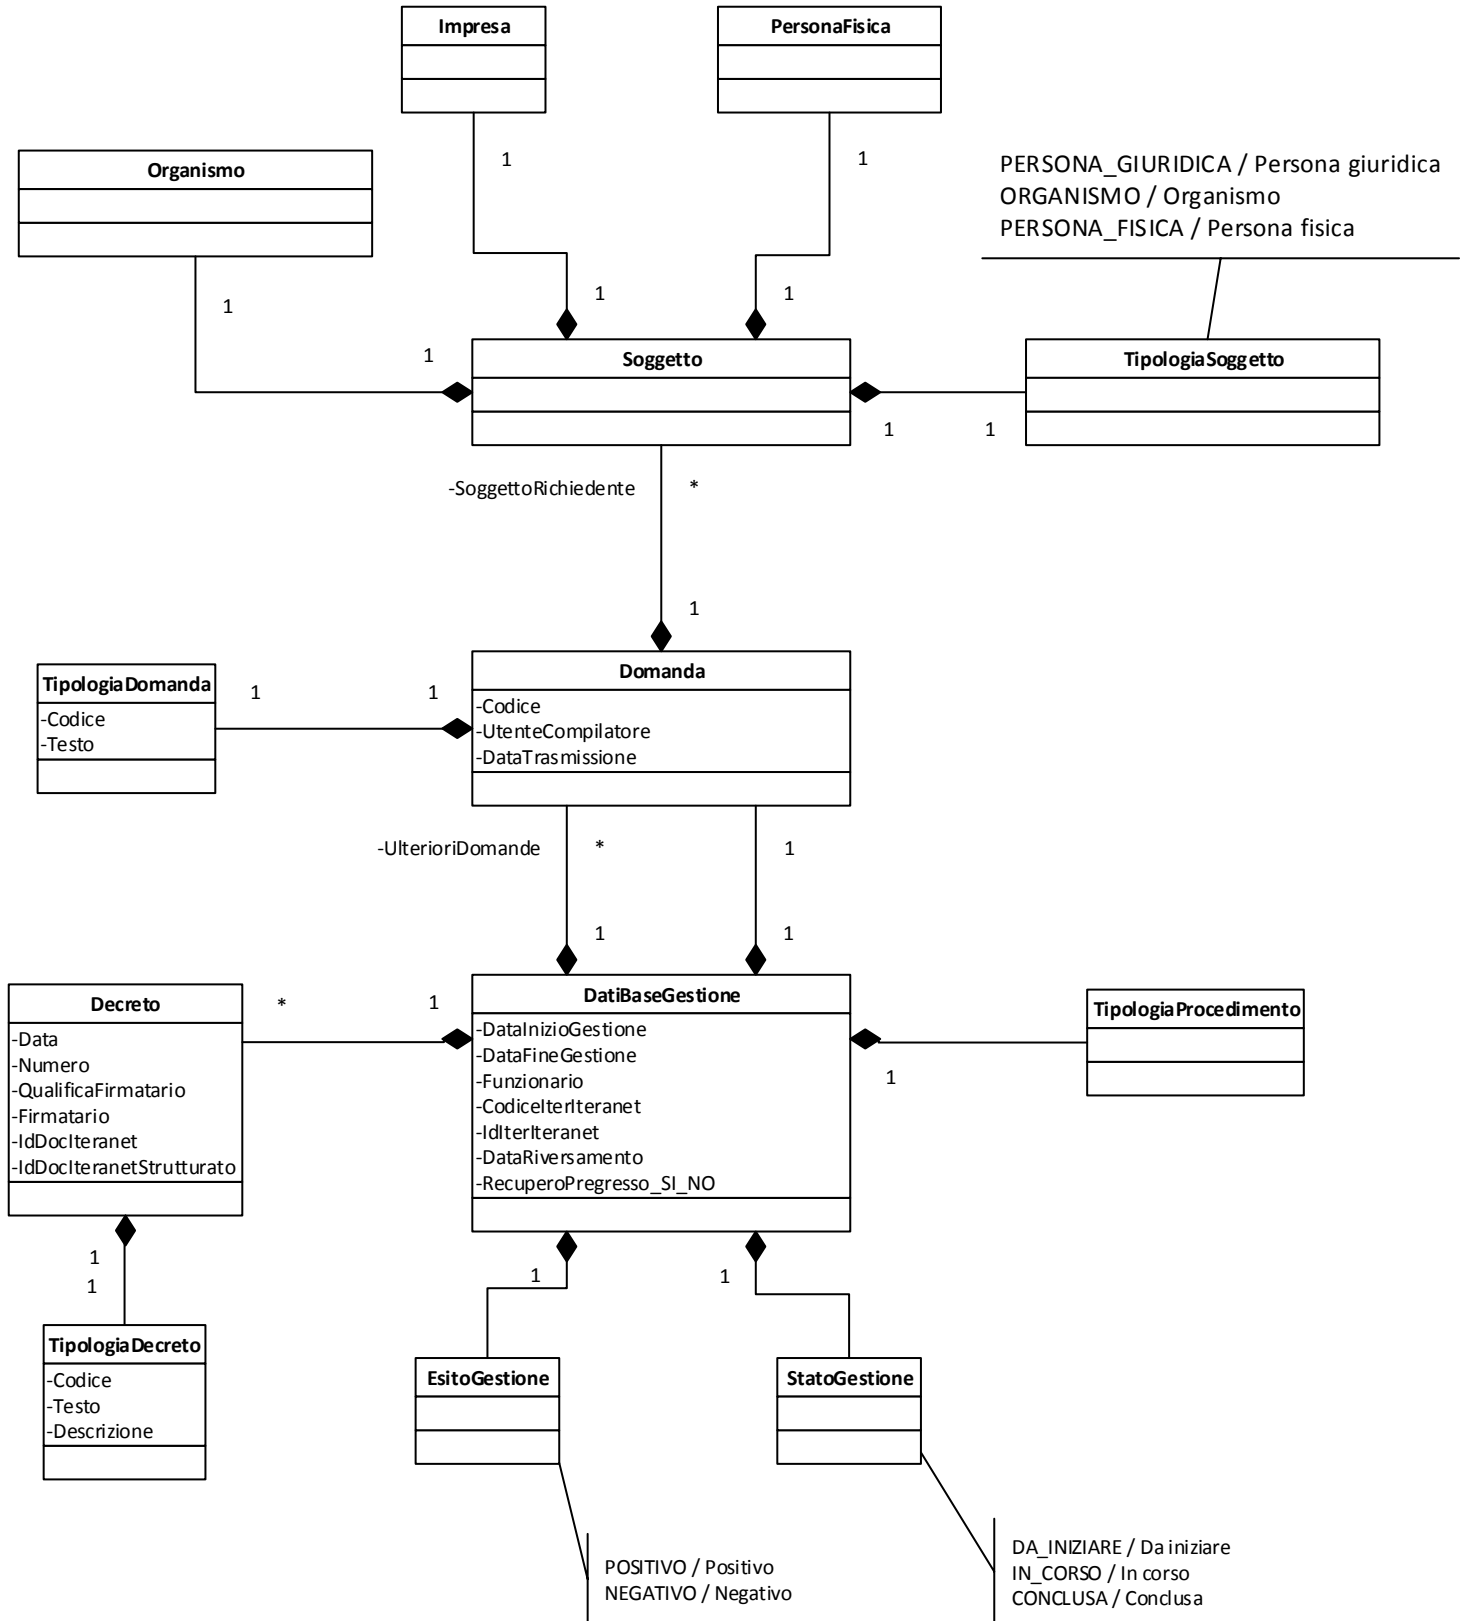 Impresa
PersonaFisica
1
1
Organismo
PERSONA_GIURIDICA / Persona giuridica
ORGANISMO / Organismo
PERSONA_FISICA / Persona fisica
1
1
1
1
Soggetto
TipologiaSoggetto
1
1
-SoggettoRichiedente
*
1
TipologiaDomanda
-Codice
-Testo
1
1
Domanda
-Codice
-UtenteCompilatore
-DataTrasmissione
-UlterioriDomande
*
1
1
1
Decreto
-Data
-Numero
-QualificaFirmatario
-Firmatario
-IdDocIteranet
-IdDocIteranetStrutturato
*
1
DatiBaseGestione
-DataInizioGestione
-DataFineGestione
-Funzionario
-CodiceIterIteranet
-IdIterIteranet
-DataRiversamento
-RecuperoPregresso_SI_NO
1
TipologiaProcedimento
1
1
1
1
TipologiaDecreto
-Codice
-Testo
-Descrizione
EsitoGestione
StatoGestione
POSITIVO / Positivo
NEGATIVO / Negativo
DA_INIZIARE / Da iniziare
IN_CORSO / In corso
CONCLUSA / Conclusa